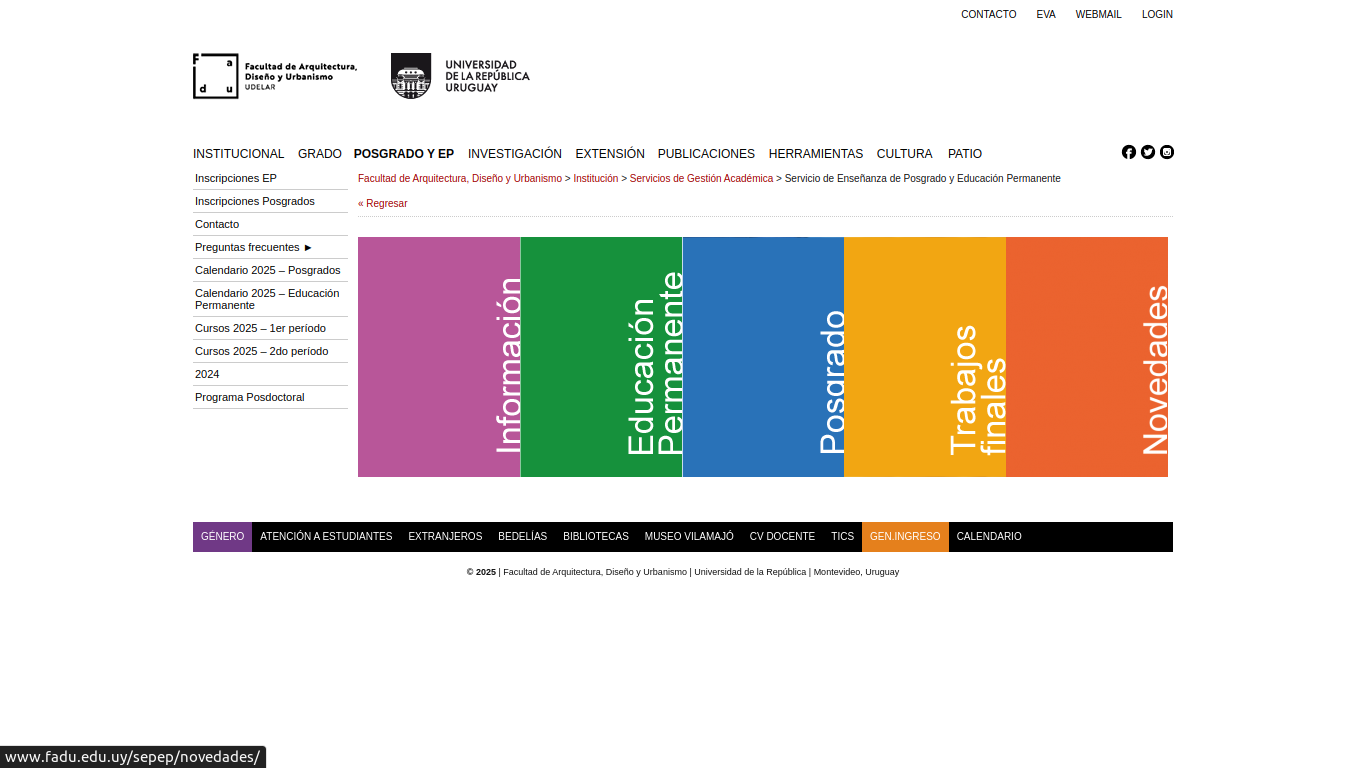 CONTACTO EVA WEBMAIL LOGIN
F a d u
Facultad de Arquitectura,
Diseño y Urbanismo
UDELAR
UNIVERSIDAD
DE LA REPÚBLICA
URUGUAY
INSTITUCIONAL GRADO POSGRADO Y EP INVESTIGACIÓN EXTENSIÓN PUBLICACIONES HERRAMIENTAS CULTURA PATIO
Inscripciones EP
Inscripciones Posgrados
Contacto
Preguntas frecuentes ►
Calendario 2025 – Posgrados
Calendario 2025 – Educación
Permanente
Cursos 2025 – 1er período
Cursos 2025 – 2do período
2024
Programa Posdoctoral
Facultad de Arquitectura, Diseño y Urbanismo > Institución > Servicios de Gestión Académica > Servicio de Enseñanza de Posgrado y Educación Permanente
« Regresar
Información
Educación
Permanente
Posgrado
Trabajos
finales
Novedades
GÉNERO ATENCIÓN A ESTUDIANTES EXTRANJEROS BEDELÍAS BIBLIOTECAS MUSEO VILAMAJÓ CV DOCENTE TICS GEN.INGRESO CALENDARIO
© 2025 | Facultad de Arquitectura, Diseño y Urbanismo | Universidad de la República | Montevideo, Uruguay
www.fadu.edu.uy/sepep/novedades/